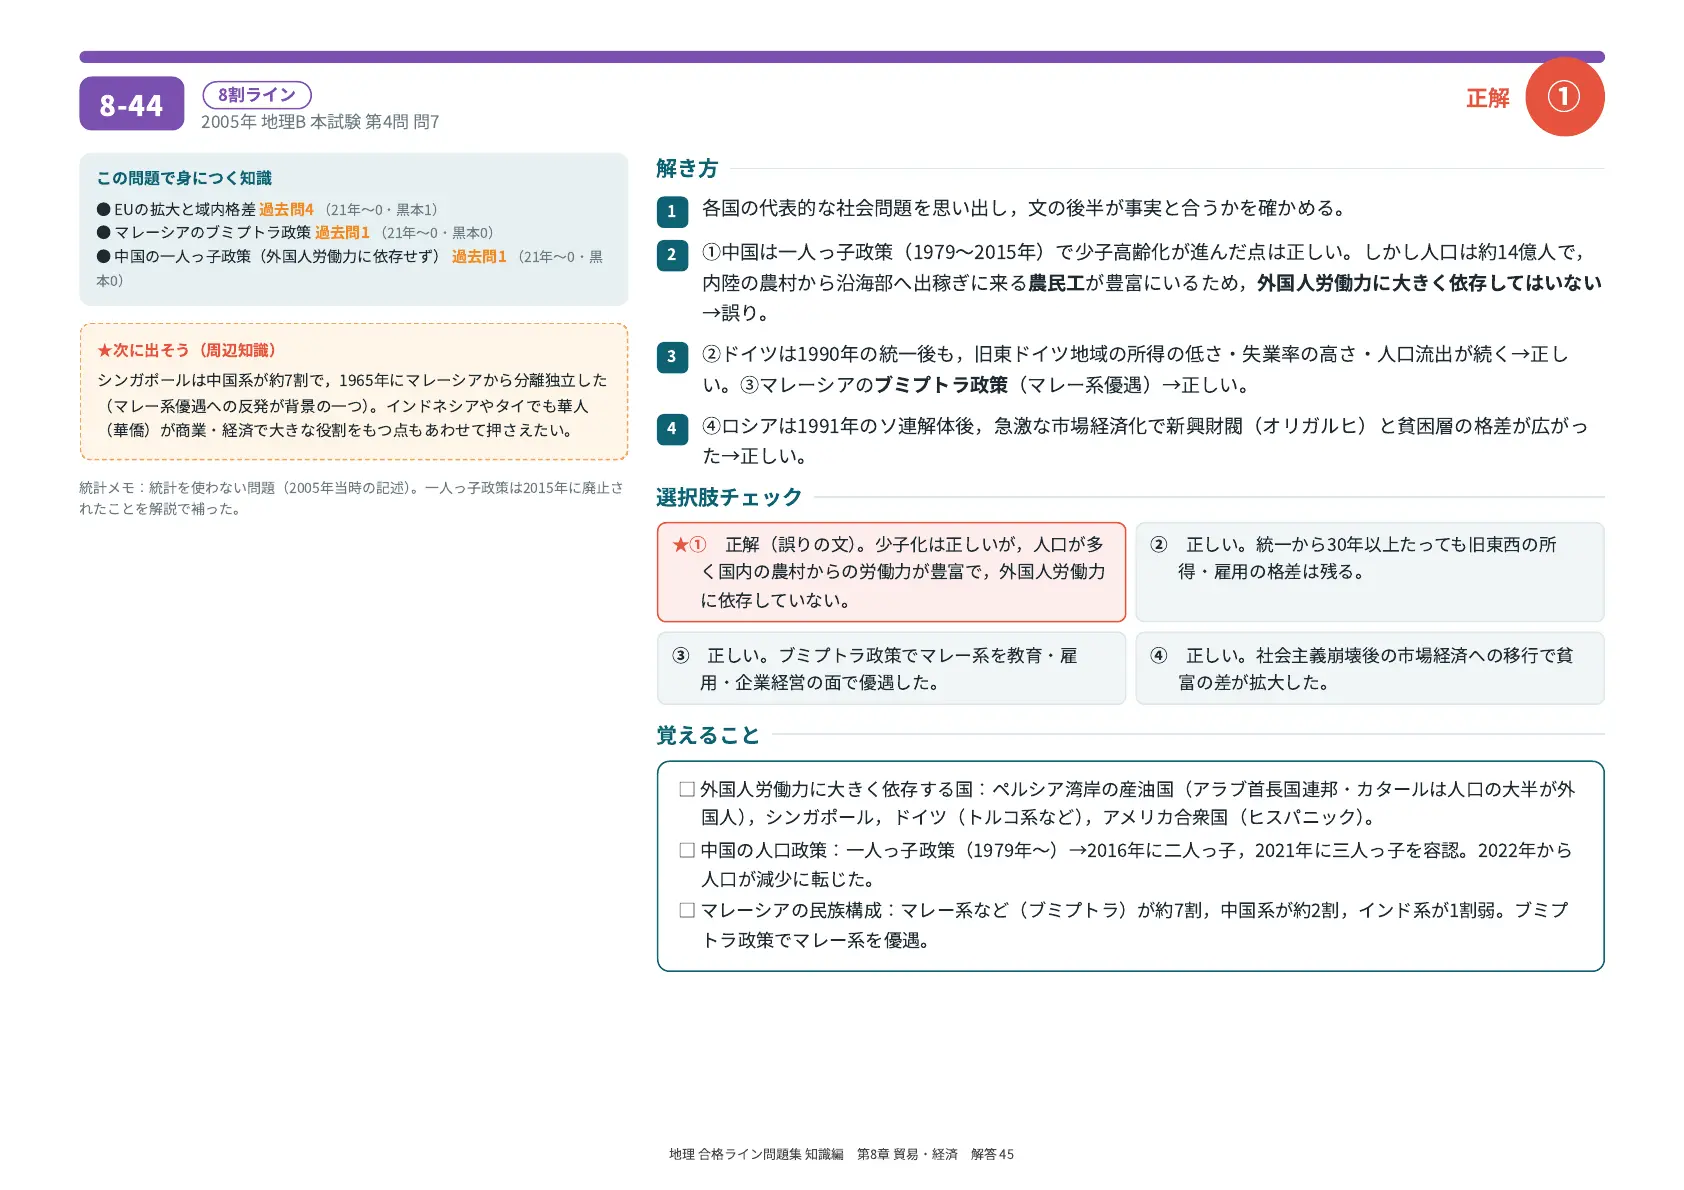 8-44
8割ライン
2005年 地理B 本試験 第4問 問7
正解 ①
この問題で身につく知識
● EUの拡大と域内格差 過去問4 （21年〜0・黒本1）
● マレーシアのブミプトラ政策 過去問1 （21年〜0・黒本0）
● 中国の一人っ子政策（外国人労働力に依存せず） 過去問1 （21年〜0・黒
本0）
★次に出そう（周辺知識）
シンガポールは中国系が約7割で，1965年にマレーシアから分離独立した
（マレー系優遇への反発が背景の一つ）。インドネシアやタイでも華人
（華僑）が商業・経済で大きな役割をもつ点もあわせて押さえたい。
統計メモ：統計を使わない問題（2005年当時の記述）。一人っ子政策は2015年に廃止さ
れたことを解説で補った。
解き方
1 各国の代表的な社会問題を思い出し，文の後半が事実と合うかを確かめる。
2 ①中国は一人っ子政策（1979〜2015年）で少子高齢化が進んだ点は正しい。しかし人口は約14億人で，
内陸の農村から沿海部へ出稼ぎに来る農民工が豊富にいるため，外国人労働力に大きく依存してはいない
→誤り。
3 ②ドイツは1990年の統一後も，旧東ドイツ地域の所得の低さ・失業率の高さ・人口流出が続く→正し
い。③マレーシアのブミプトラ政策（マレー系優遇）→正しい。
4 ④ロシアは1991年のソ連解体後，急激な市場経済化で新興財閥（オリガルヒ）と貧困層の格差が広がっ
た→正しい。
選択肢チェック
★① 正解（誤りの文）。少子化は正しいが，人口が多
く国内の農村からの労働力が豊富で，外国人労働力
に依存していない。
② 正しい。統一から30年以上たっても旧東西の所
得・雇用の格差は残る。
③ 正しい。ブミプトラ政策でマレー系を教育・雇
用・企業経営の面で優遇した。
④ 正しい。社会主義崩壊後の市場経済への移行で貧
富の差が拡大した。
覚えること
□ 外国人労働力に大きく依存する国：ペルシア湾岸の産油国（アラブ首長国連邦・カタールは人口の大半が外
国人），シンガポール，ドイツ（トルコ系など），アメリカ合衆国（ヒスパニック）。
□ 中国の人口政策：一人っ子政策（1979年〜）→2016年に二人っ子，2021年に三人っ子を容認。2022年から
人口が減少に転じた。
□ マレーシアの民族構成：マレー系など（ブミプトラ）が約7割，中国系が約2割，インド系が1割弱。ブミプ
トラ政策でマレー系を優遇。
地理 合格ライン問題集 知識編 第8章 貿易・経済 解答 45